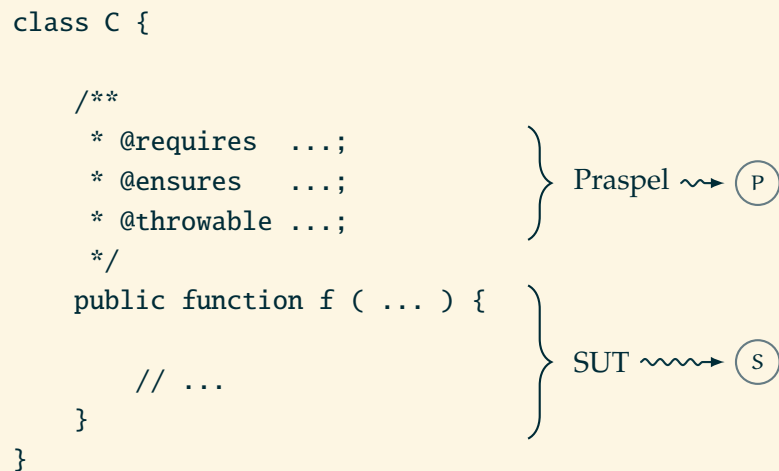 class C {
/**
* @requires ...;
* @ensures ...;
* @throwable ...;
*/
Praspel P
public function f ( ... ) {
// ...
SUT S
}
}